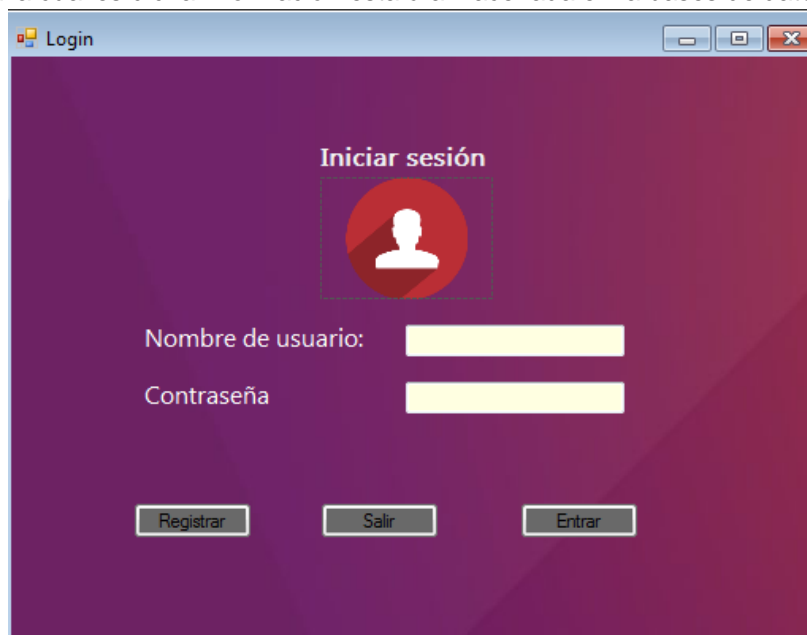 Login
Iniciar sesión
Nombre de usuario:
Contraseña
Registrar Salir Entrar